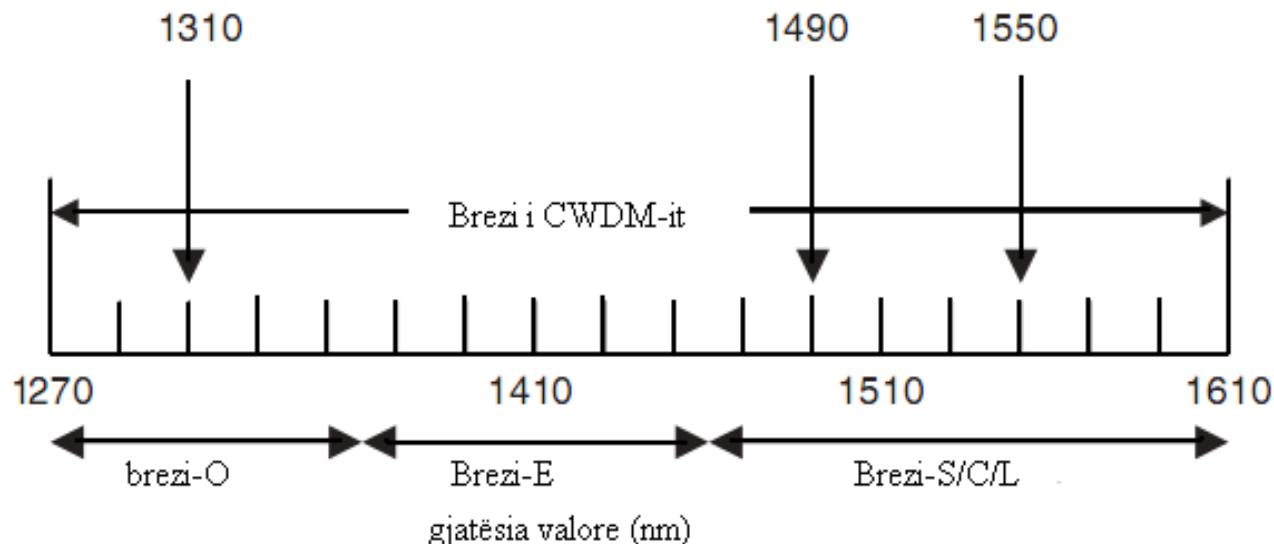 1310 1490 1550
Brezi i CWDM-it
1270 1410 1510 1610
brezi-O Brezi-E Brezi-S/C/L
gjatësia valore (nm)